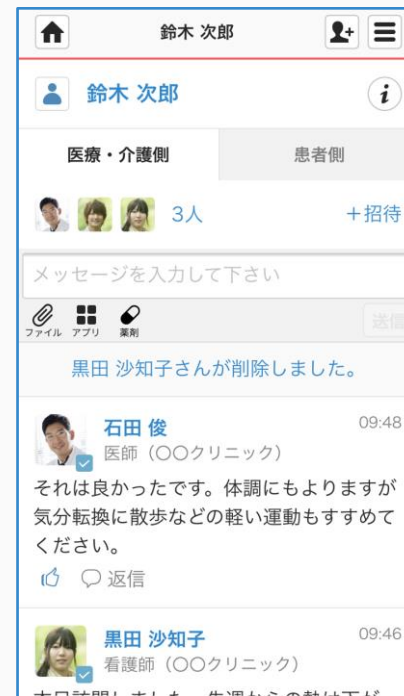 鈴木 次郎
鈴木 次郎
医療・介護側 患者側
3人 +招待
メッセージを入力して下さい
ファイル アプリ 薬剤 送信
黒田 沙知子さんが削除しました。
石田 俊 09:48
医師（〇〇クリニック）
それは良かったです。体調にもよりますが
気分転換に散歩などの軽い運動もすすめて
ください。
返信
黒田 沙知子 09:46
看護師（〇〇クリニック）